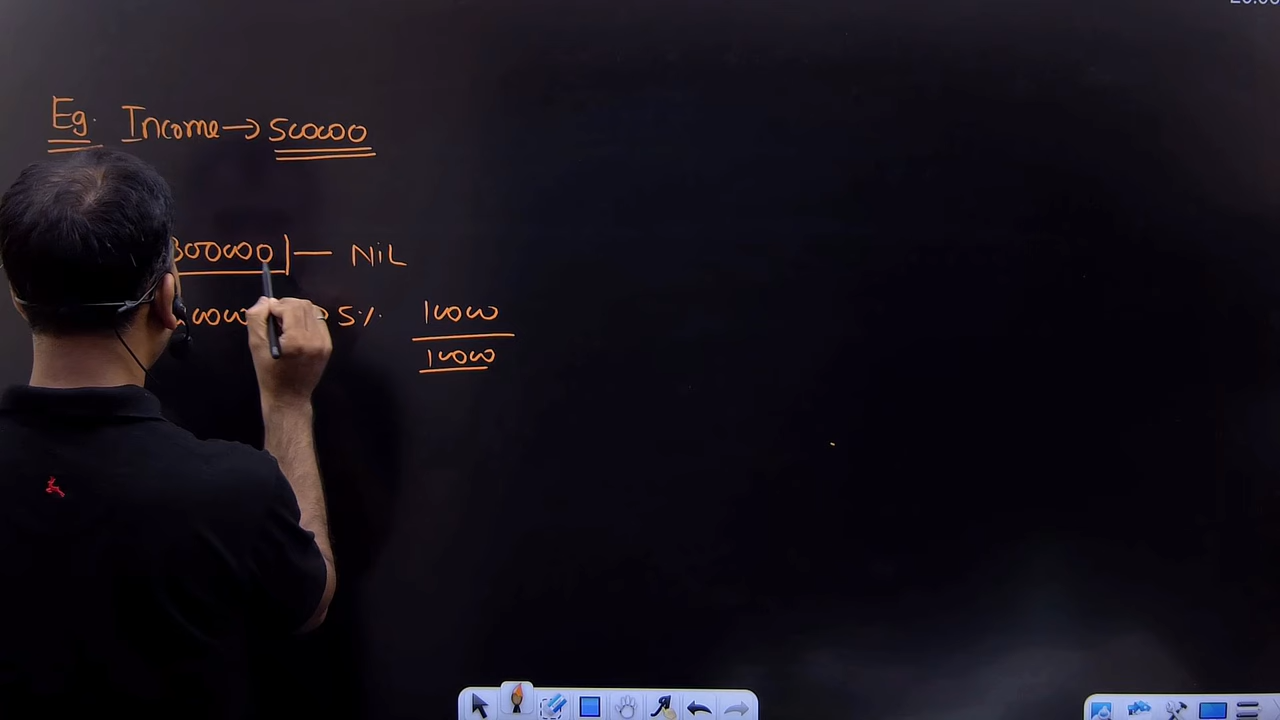 Eg. Income → 500000
300000 — NiL
5% 10000
10000